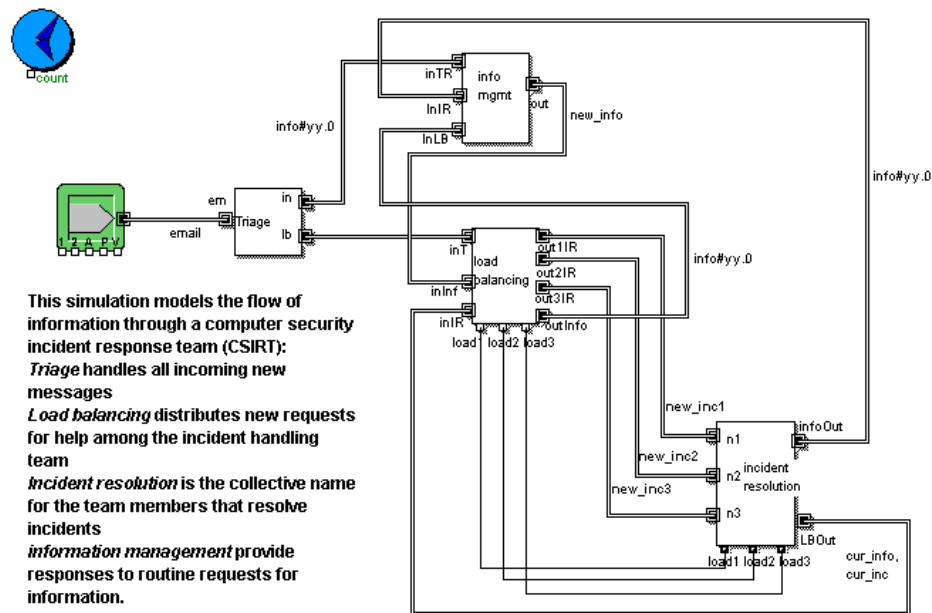 count
inTR
info
mgmt
InIR
out
InLB
info#yy.0
new_info
info#yy.0
em
in
Triage
email
lb
1 2 A P V
inT
load
balancing
out1IR
out2IR
out3IR
inInf
inIR
outInfo
info#yy.0
load1 load2 load3
This simulation models the flow of
information through a computer security
incident response team (CSIRT):
Triage handles all incoming new
messages
Load balancing distributes new requests
for help among the incident handling
team
Incident resolution is the collective name
for the team members that resolve
incidents
information management provide
responses to routine requests for
information.
new_inc1
new_inc2
new_inc3
n1
infoOut
n2
incident
resolution
n3
LBOut
load1 load2 load3
cur_info,
cur_inc